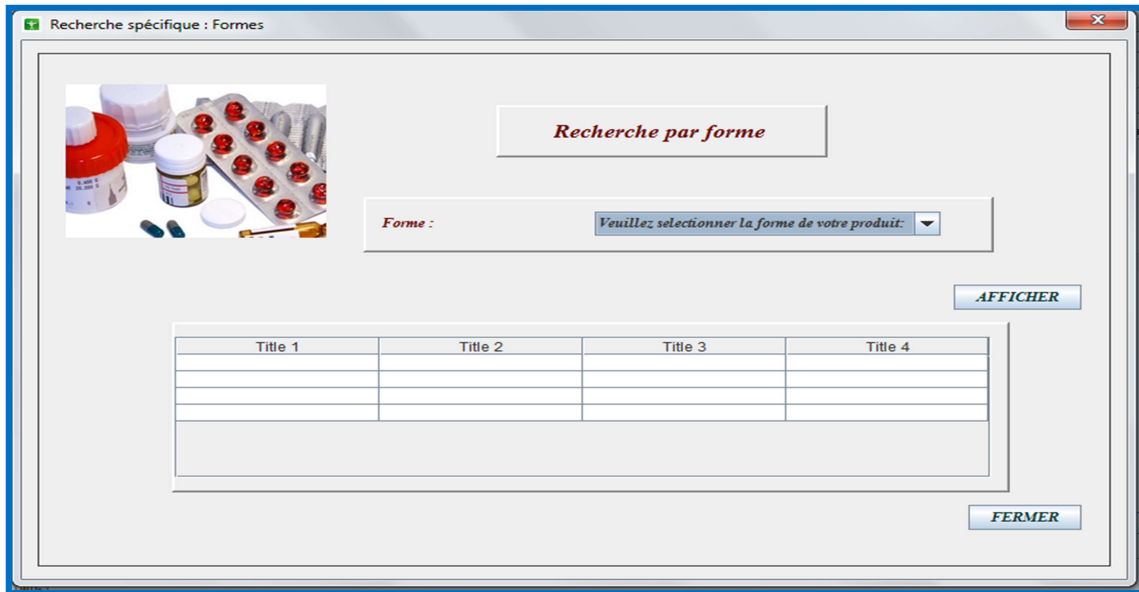 Recherche spécifique : Formes
Recherche par forme
Forme :
Veuillez selectionner la forme de votre produit:
AFFICHER
Title 1 Title 2 Title 3 Title 4
FERMER